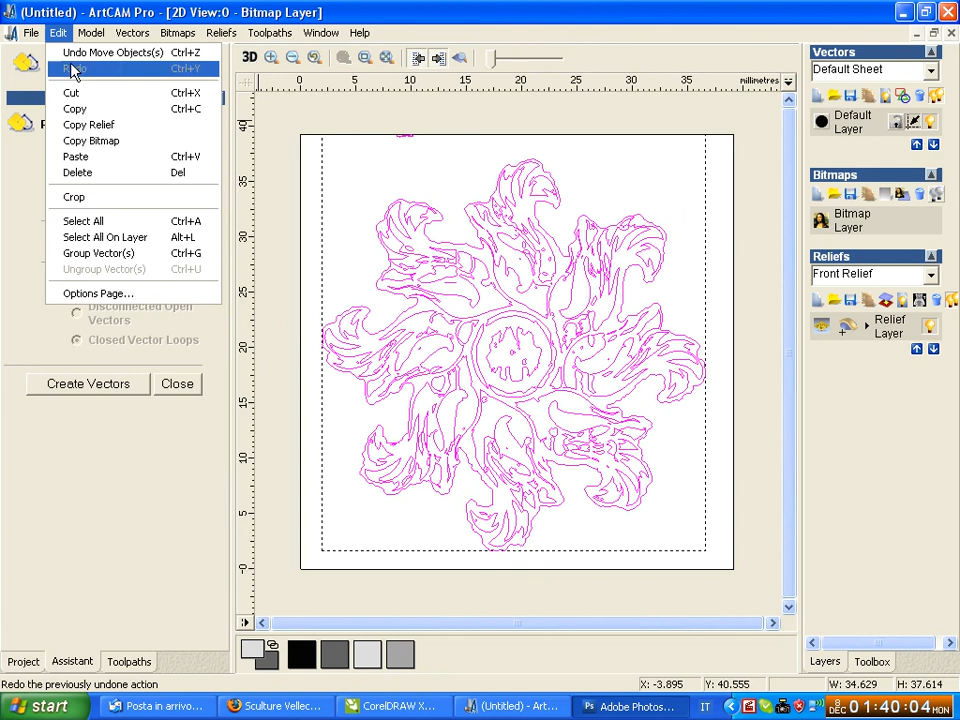 (Untitled) - ArtCAM Pro - [2D View:0 - Bitmap Layer]
File Edit Model Vectors Bitmaps Reliefs Toolpaths Window Help
Undo Move Objects(s) Ctrl+Z
Redo Ctrl+Y
Cut Ctrl+X
Copy Ctrl+C
Copy Relief
Copy Bitmap
Paste Ctrl+V
Delete Del
Crop
Select All Ctrl+A
Select All On Layer Alt+L
Group Vector(s) Ctrl+G
Ungroup Vector(s) Ctrl+U
Options Page...
Disconnected Open
Vectors
Closed Vector Loops
Create Vectors Close
Project Assistant Toolpaths
3D
0 5 10 15 20 25 30 35 millimetres
40
35
30
25
20
15
10
5
-0
Vectors
Default Sheet
Default
Layer
Bitmaps
Bitmap
Layer
Reliefs
Front Relief
Relief
Layer
Layers Toolbox
Redo the previously undone action
X: -3.895 Y: 40.555 W: 34.629 H: 37.614
start
Posta in arrivo...
Sculture Vellec...
CorelDRAW X...
(Untitled) - Art...
Adobe Photos...
IT
8 DEC 1:40:04 MON